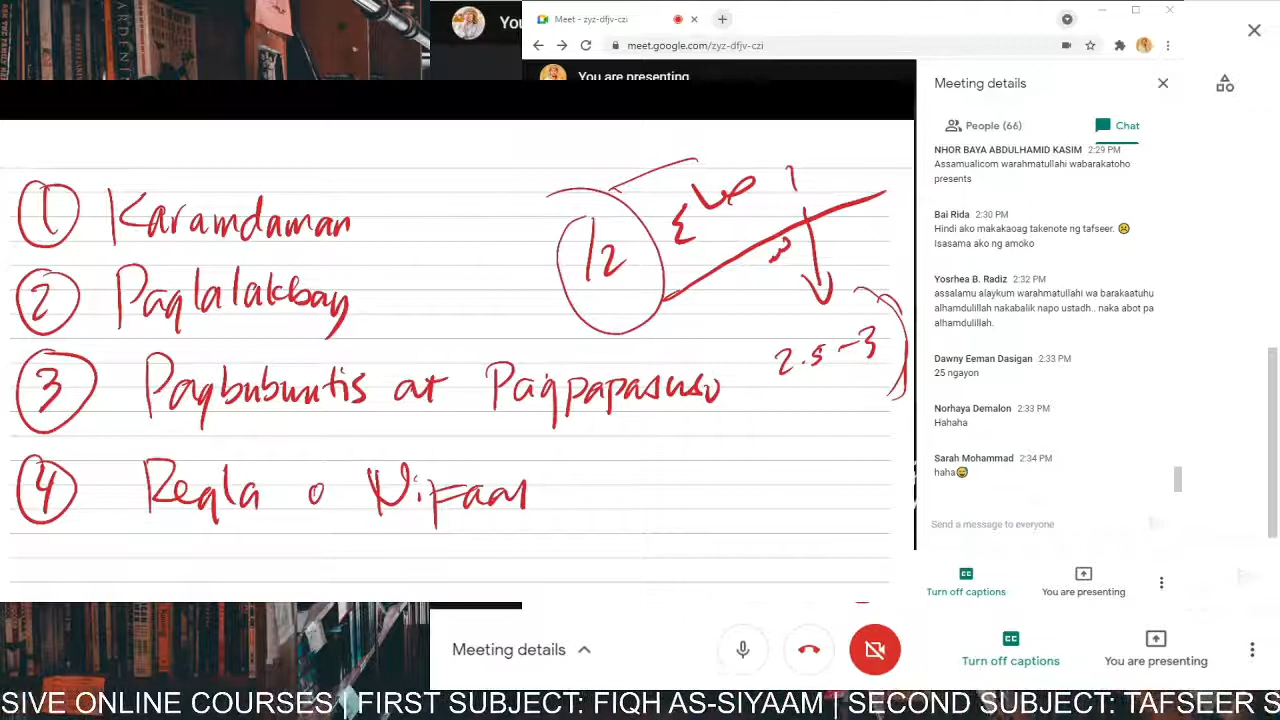 You
Meet - zyz-dfjv-czi
meet.google.com/zyz-dfjv-czi
You are presenting
1 Karamdaman
2 Paglalakbay
3 Pagbubuntis at Pagpapasuso
4 Regla o Nifaas
12
صاع
1
3
2.5 - 3
Meeting details
People (66)
Chat
NHOR BAYA ABDULHAMID KASIM 2:29 PM
Assamualicom warahmatullahi wabarakatoho
presents
Bai Rida 2:30 PM
Hindi ako makakaoag takenote ng tafseer. ☹️
Isasama ako ng amoko
Yosrhea B. Radiz 2:32 PM
assalamu alaykum warahmatullahi wa barakaatuhu
alhamdulillah nakabalik napo ustadh.. naka abot pa
alhamdulillah.
Dawny Eeman Dasigan 2:33 PM
25 ngayon
Norhaya Demalon 2:33 PM
Hahaha
Sarah Mohammad 2:34 PM
haha😅
Send a message to everyone
Turn off captions
You are presenting
Meeting details
Turn off captions
You are presenting
SIVE ONLINE COURSES | FIRST SUBJECT: FIQH AS-SIYAAM | SECOND SUBJECT: TAFSEER S